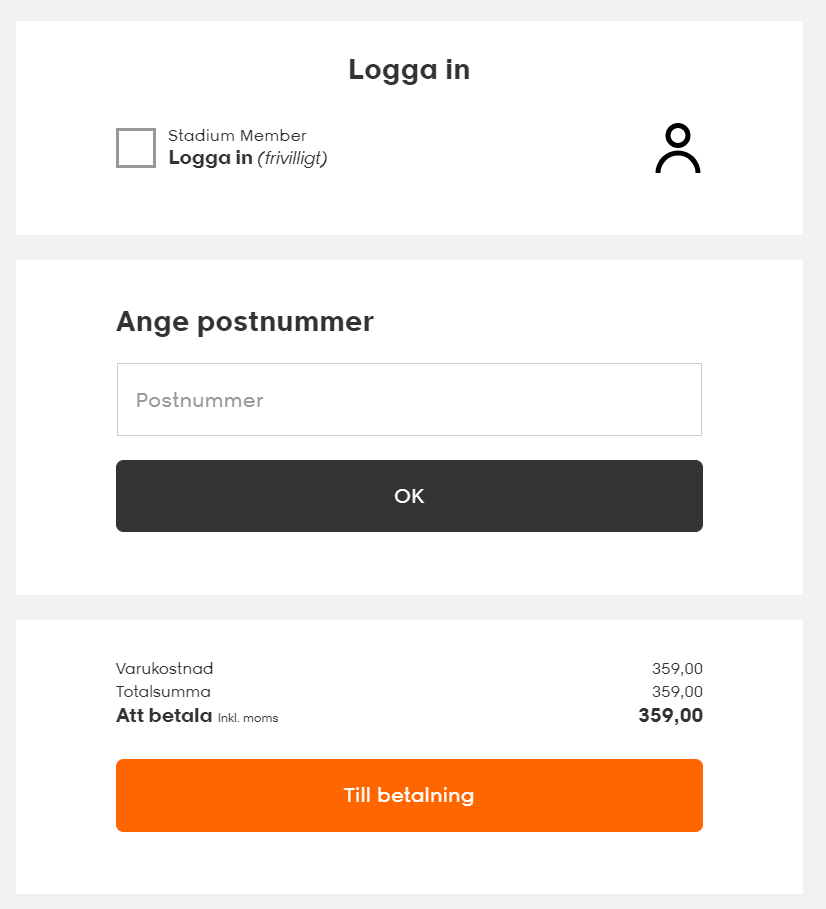 Logga in
Stadium Member
Logga in (frivilligt)
Ange postnummer
Postnummer
OK
Varukostnad 359,00
Totalsumma 359,00
Att betala Inkl. moms 359,00
Till betalning